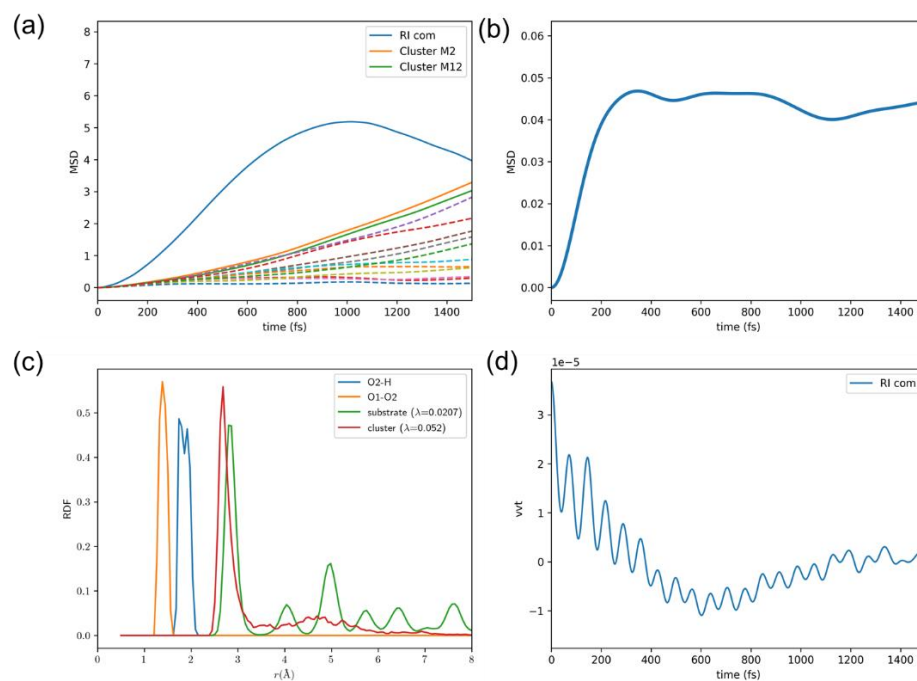 (a)
8
7
6
5
4
3
2
1
0
MSD
0 200 400 600 800 1000 1200 1400
time (fs)
RI com
Cluster M2
Cluster M12
(b)
0.06
0.05
0.04
0.03
0.02
0.01
0.00
MSD
0 200 400 600 800 1000 1200 1400
time (fs)
(c)
0.5
0.4
0.3
0.2
0.1
0.0
RDF
0 1 2 3 4 5 6 7 8
r(Å)
O2-H
O1-O2
substrate (λ=0.0207)
cluster (λ=0.052)
(d)
1e−5
3
2
1
0
−1
vvt
0 200 400 600 800 1000 1200 1400
time (fs)
RI com